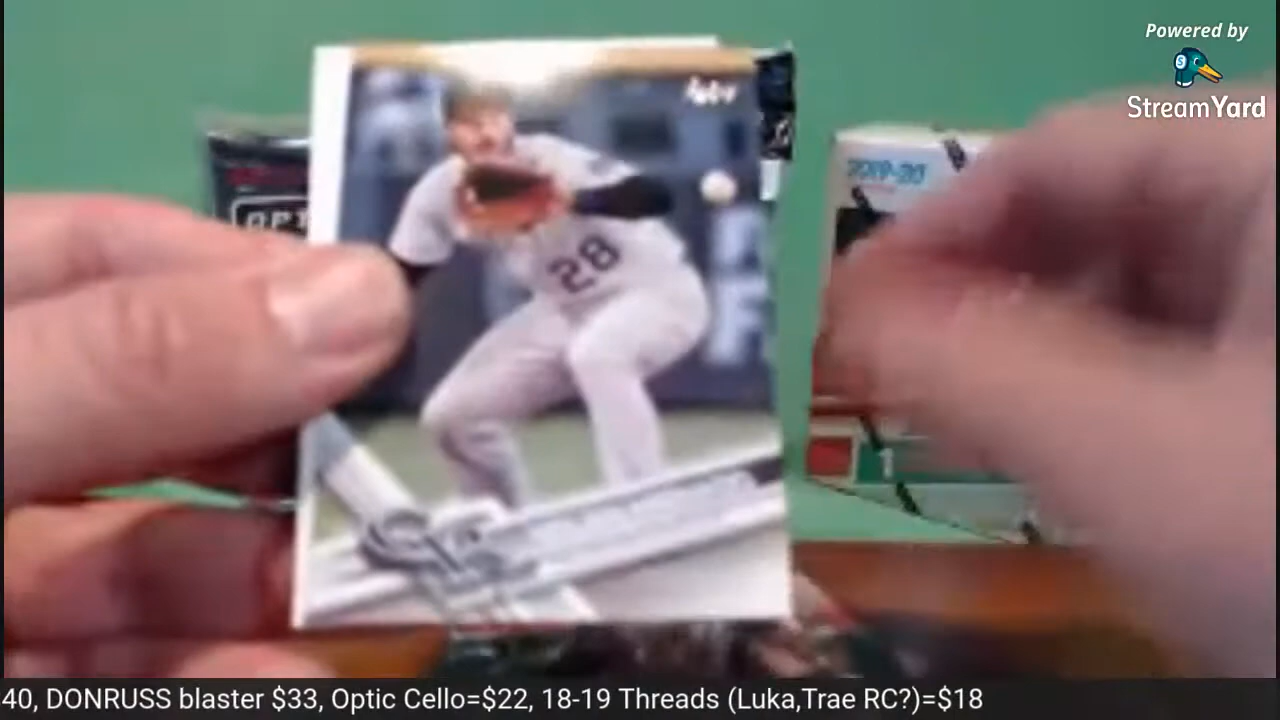 Powered by
StreamYard
OPT
2019-20
28
40, DONRUSS blaster $33, Optic Cello=$22, 18-19 Threads (Luka,Trae RC?)=$18